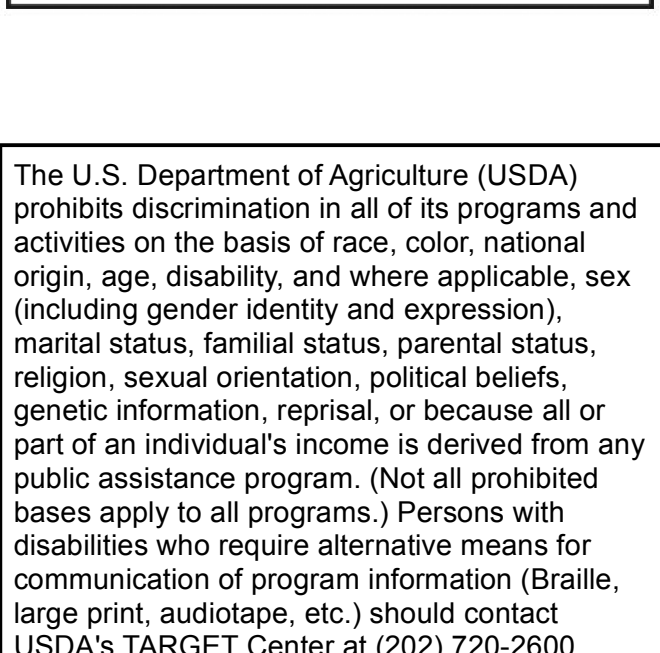 The U.S. Department of Agriculture (USDA)
prohibits discrimination in all of its programs and
activities on the basis of race, color, national
origin, age, disability, and where applicable, sex
(including gender identity and expression),
marital status, familial status, parental status,
religion, sexual orientation, political beliefs,
genetic information, reprisal, or because all or
part of an individual's income is derived from any
public assistance program. (Not all prohibited
bases apply to all programs.) Persons with
disabilities who require alternative means for
communication of program information (Braille,
large print, audiotape, etc.) should contact
USDA's TARGET Center at (202) 720-2600